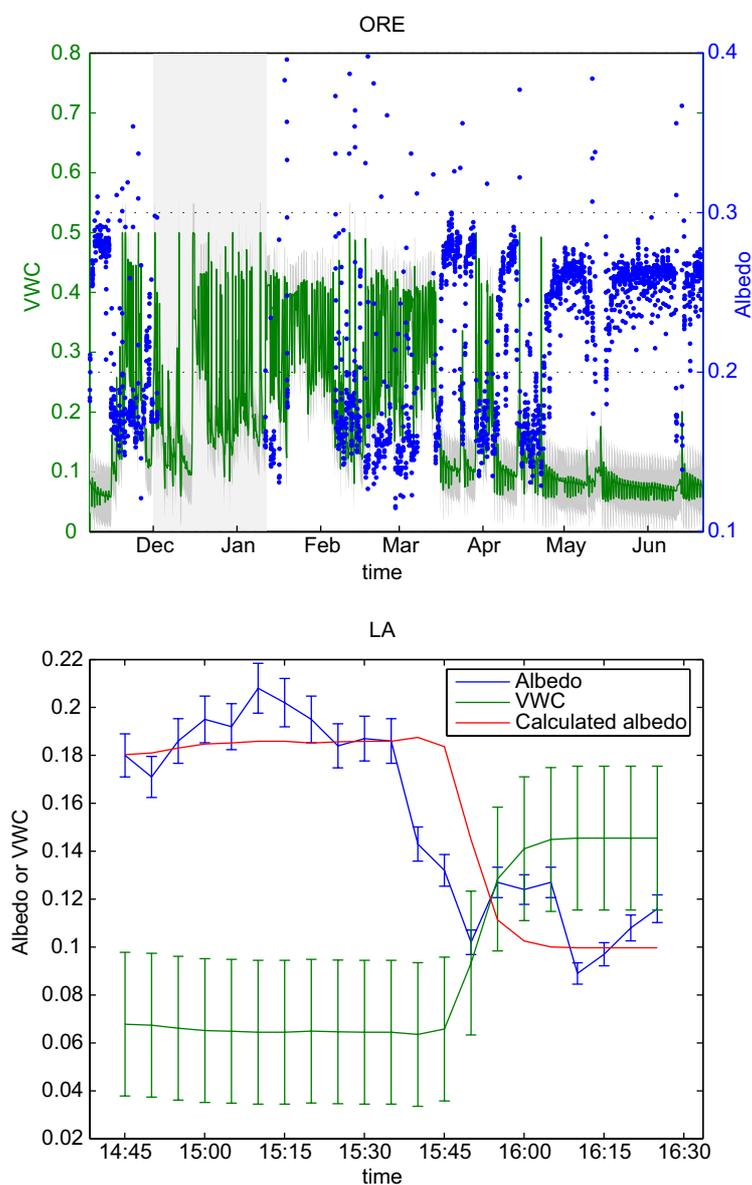 ORE
0.8
0.7
0.6
0.5
0.4
0.3
0.2
0.1
0
VWC
0.4
0.3
0.2
0.1
Albedo
Dec Jan Feb Mar Apr May Jun
time
LA
0.22
0.2
0.18
0.16
0.14
0.12
0.1
0.08
0.06
0.04
0.02
Albedo or VWC
Albedo
VWC
Calculated albedo
14:45 15:00 15:15 15:30 15:45 16:00 16:15 16:30
time